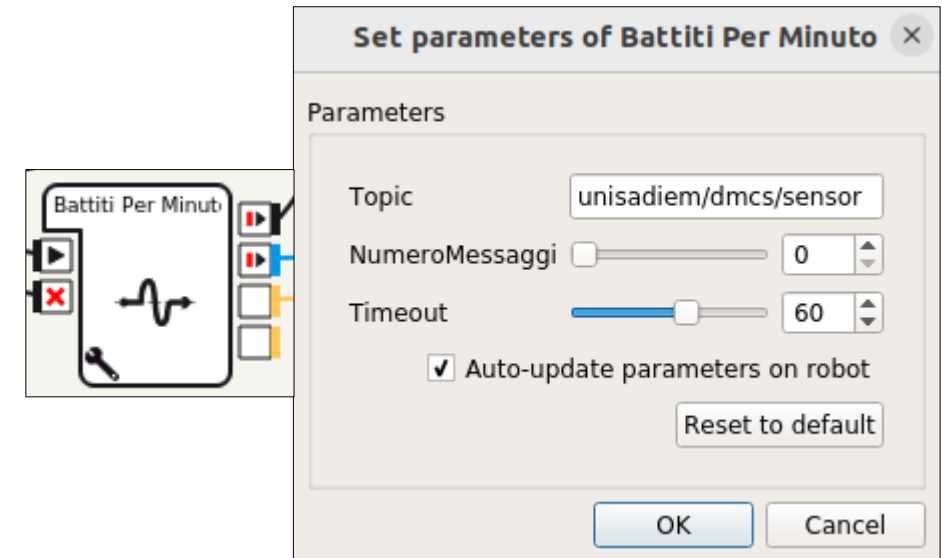 Battiti Per Minut
Set parameters of Battiti Per Minuto
Parameters
Topic unisadiem/dmcs/sensor
NumeroMessaggi 0
Timeout 60
Auto-update parameters on robot
Reset to default
OK Cancel